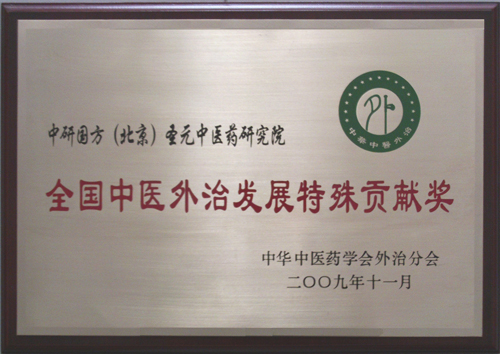 中研国方（北京）圣元中医药研究院
全国中医外治发展特殊贡献奖
中华中医药学会外治分会
二〇〇九年十一月